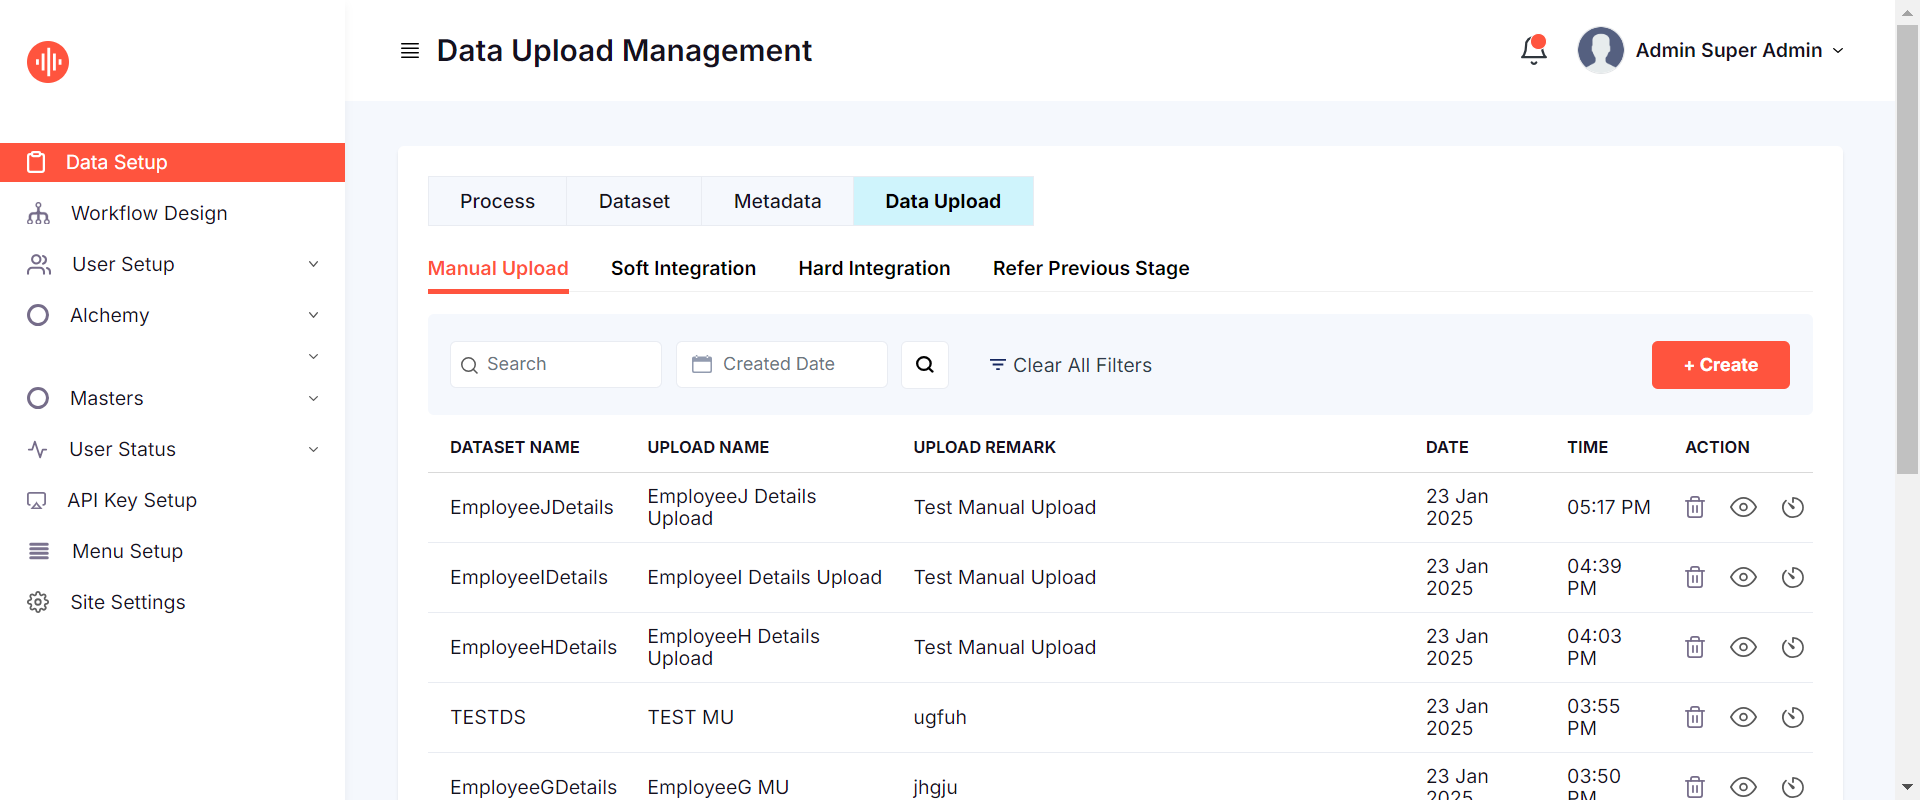 Data Upload Management
Admin Super Admin
Data Setup
Workflow Design
User Setup
Alchemy
Masters
User Status
API Key Setup
Menu Setup
Site Settings
Process Dataset Metadata Data Upload
Manual Upload Soft Integration Hard Integration Refer Previous Stage
Search Created Date Clear All Filters + Create
DATASET NAME UPLOAD NAME UPLOAD REMARK DATE TIME ACTION
EmployeeJDetails EmployeeJ Details Upload Test Manual Upload 23 Jan 2025 05:17 PM
EmployeeIDetails EmployeeI Details Upload Test Manual Upload 23 Jan 2025 04:39 PM
EmployeeHDetails EmployeeH Details Upload Test Manual Upload 23 Jan 2025 04:03 PM
TESTDS TEST MU ugfuh 23 Jan 2025 03:55 PM
EmployeeGDetails EmployeeG MU jhgju 23 Jan 2025 03:50 PM